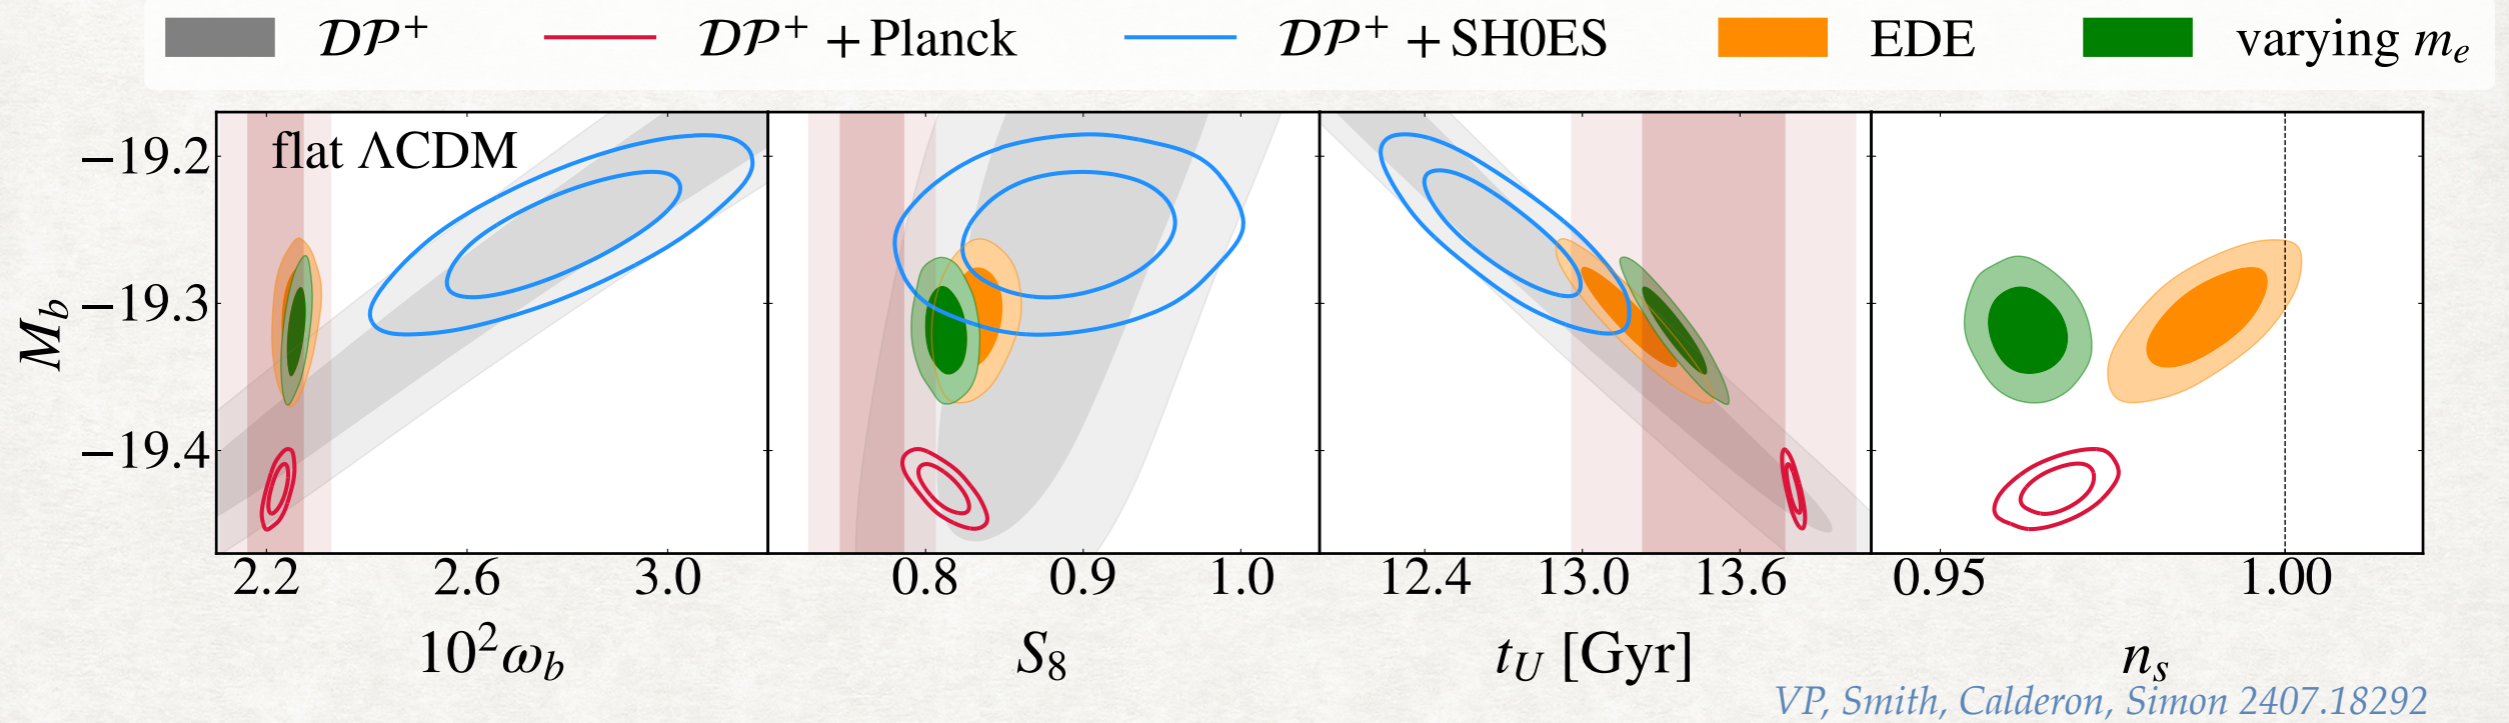 𝒟𝒫⁺ 𝒟𝒫⁺ + Planck 𝒟𝒫⁺ + SH0ES EDE varying mₑ
flat ΛCDM
−19.2
−19.3
−19.4
M_b
2.2 2.6 3.0 0.8 0.9 1.0 12.4 13.0 13.6 0.95 1.00
10²ω_b S₈ t_U [Gyr] n_s
VP, Smith, Calderon, Simon 2407.18292